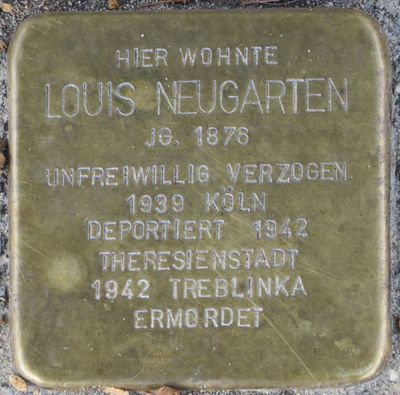 HIER WOHNTE
LOUIS NEUGARTEN
JG. 1876
UNFREIWILLIG VERZOGEN
1939 KÖLN
DEPORTIERT 1942
THERESIENSTADT
1942 TREBLINKA
ERMORDET